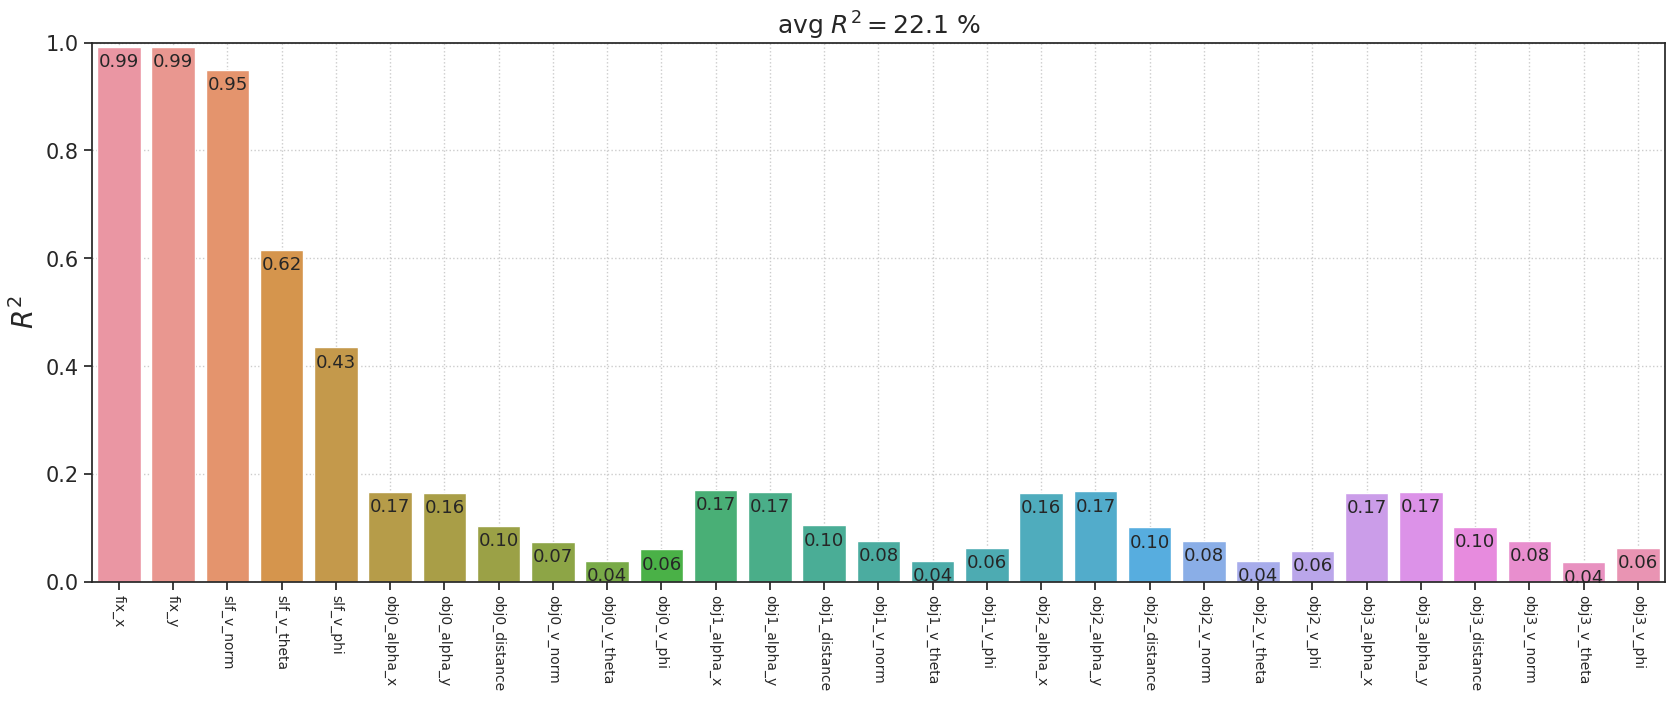 avg R² = 22.1 %
R²
1.0
0.8
0.6
0.4
0.2
0.0
0.99
0.99
0.95
0.62
0.43
0.17
0.16
0.10
0.07
0.04
0.06
0.17
0.17
0.10
0.08
0.04
0.06
0.16
0.17
0.10
0.08
0.04
0.06
0.17
0.17
0.10
0.08
0.04
0.06
fix_x
fix_y
slf_v_norm
slf_v_theta
slf_v_phi
obj0_alpha_x
obj0_alpha_y
obj0_distance
obj0_v_norm
obj0_v_theta
obj0_v_phi
obj1_alpha_x
obj1_alpha_y
obj1_distance
obj1_v_norm
obj1_v_theta
obj1_v_phi
obj2_alpha_x
obj2_alpha_y
obj2_distance
obj2_v_norm
obj2_v_theta
obj2_v_phi
obj3_alpha_x
obj3_alpha_y
obj3_distance
obj3_v_norm
obj3_v_theta
obj3_v_phi